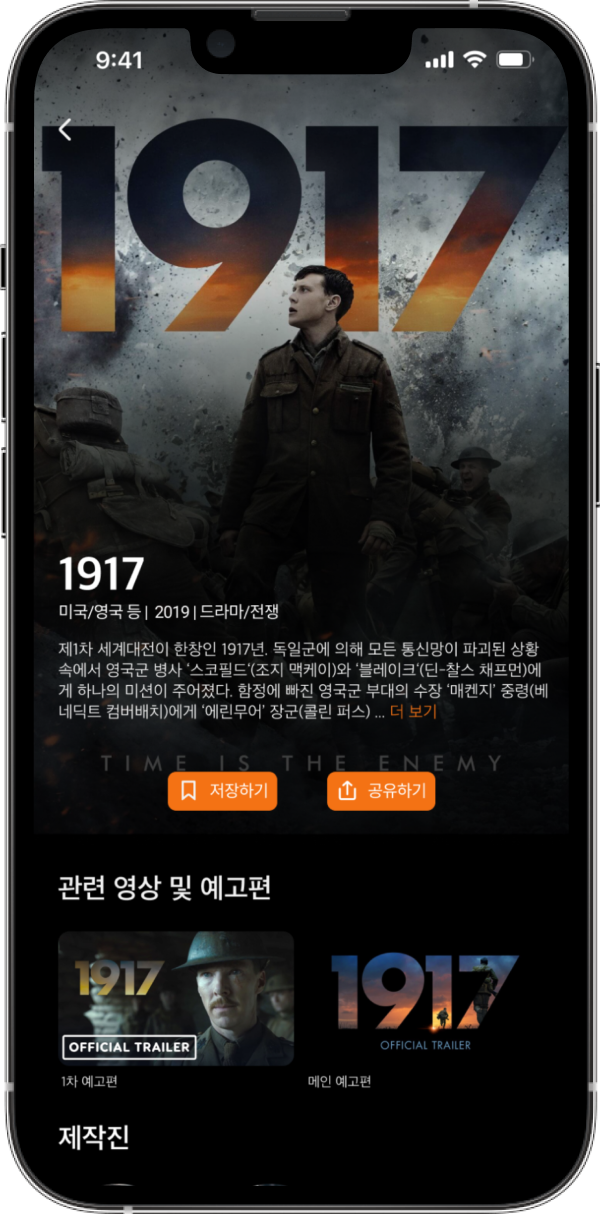 9:41
1917
1917
미국/영국 등 | 2019 | 드라마/전쟁
제1차 세계대전이 한창인 1917년. 독일군에 의해 모든 통신망이 파괴된 상황
속에서 영국군 병사 ‘스코필드‘(조지 맥케이)와 ‘블레이크‘(딘-찰스 채프먼)에
게 하나의 미션이 주어졌다. 함정에 빠진 영국군 부대의 수장 ‘매켄지’ 중령(베
네딕트 컴버배치)에게 ‘에린무어’ 장군(콜린 퍼스) ... 더 보기
TIME IS THE ENEMY
저장하기 공유하기
관련 영상 및 예고편
1917 1917
OFFICIAL TRAILER OFFICIAL TRAILER
1차 예고편 메인 예고편
제작진